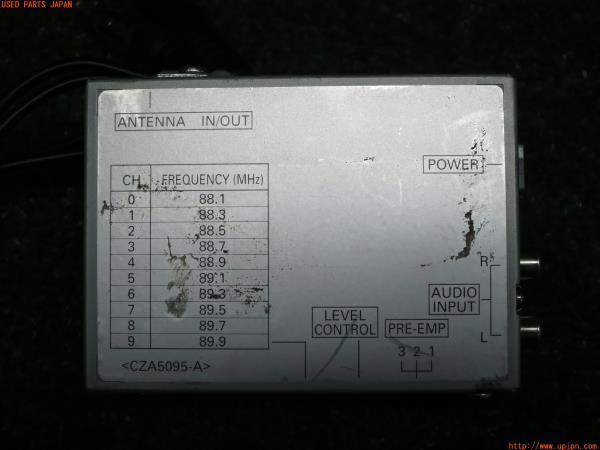 USED PARTS JAPAN
ANTENNA IN/OUT
POWER
CH FREQUENCY (MHz)
0 88.1
1 88.3
2 88.5
3 88.7
4 88.9
5 89.1
6 89.3
7 89.5
8 89.7
9 89.9
<CZA5095-A>
LEVEL
CONTROL
PRE-EMP
3 2 1
R
AUDIO
INPUT
L
http://www.upjpn.com/